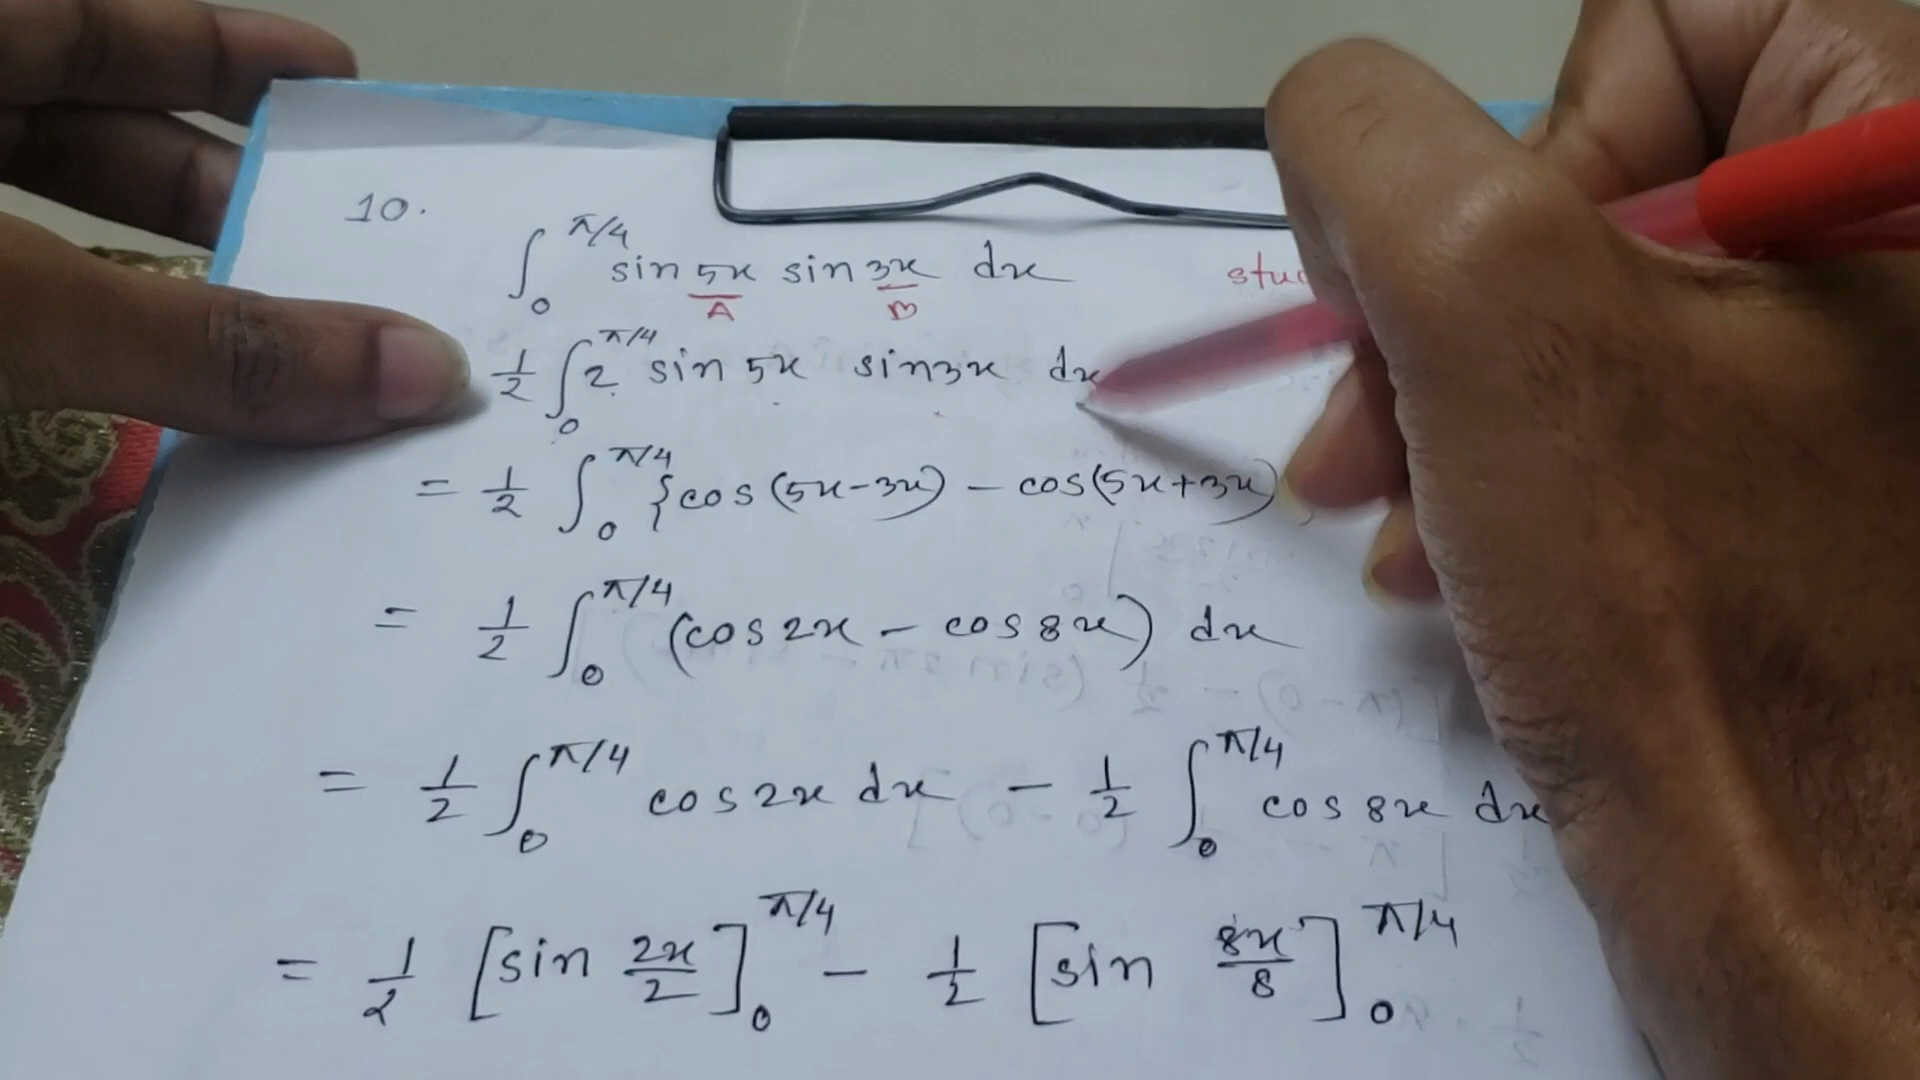 10.
∫₀^π/4 sin 5x sin 3x dx
A B
1/2 ∫₀^π/4 2 sin 5x sin 3x dx
= 1/2 ∫₀^π/4 {cos (5x-3x) - cos(5x+3x)
= 1/2 ∫₀^π/4 (cos 2x - cos 8x) dx
= 1/2 ∫₀^π/4 cos 2x dx - 1/2 ∫₀^π/4 cos 8x dx
= 1/2 [sin 2x/2]₀^π/4 - 1/2 [sin 8x/8]₀^π/4